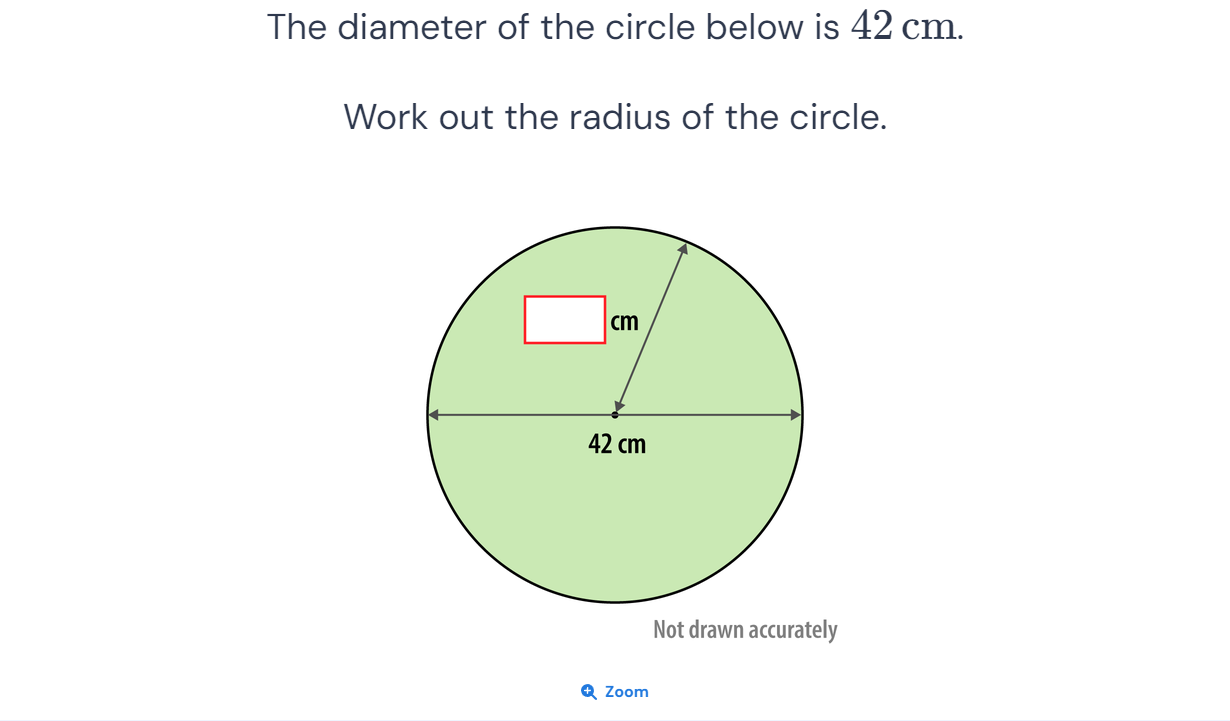 The diameter of the circle below is 42 cm.
Work out the radius of the circle.
cm
42 cm
Not drawn accurately
Zoom